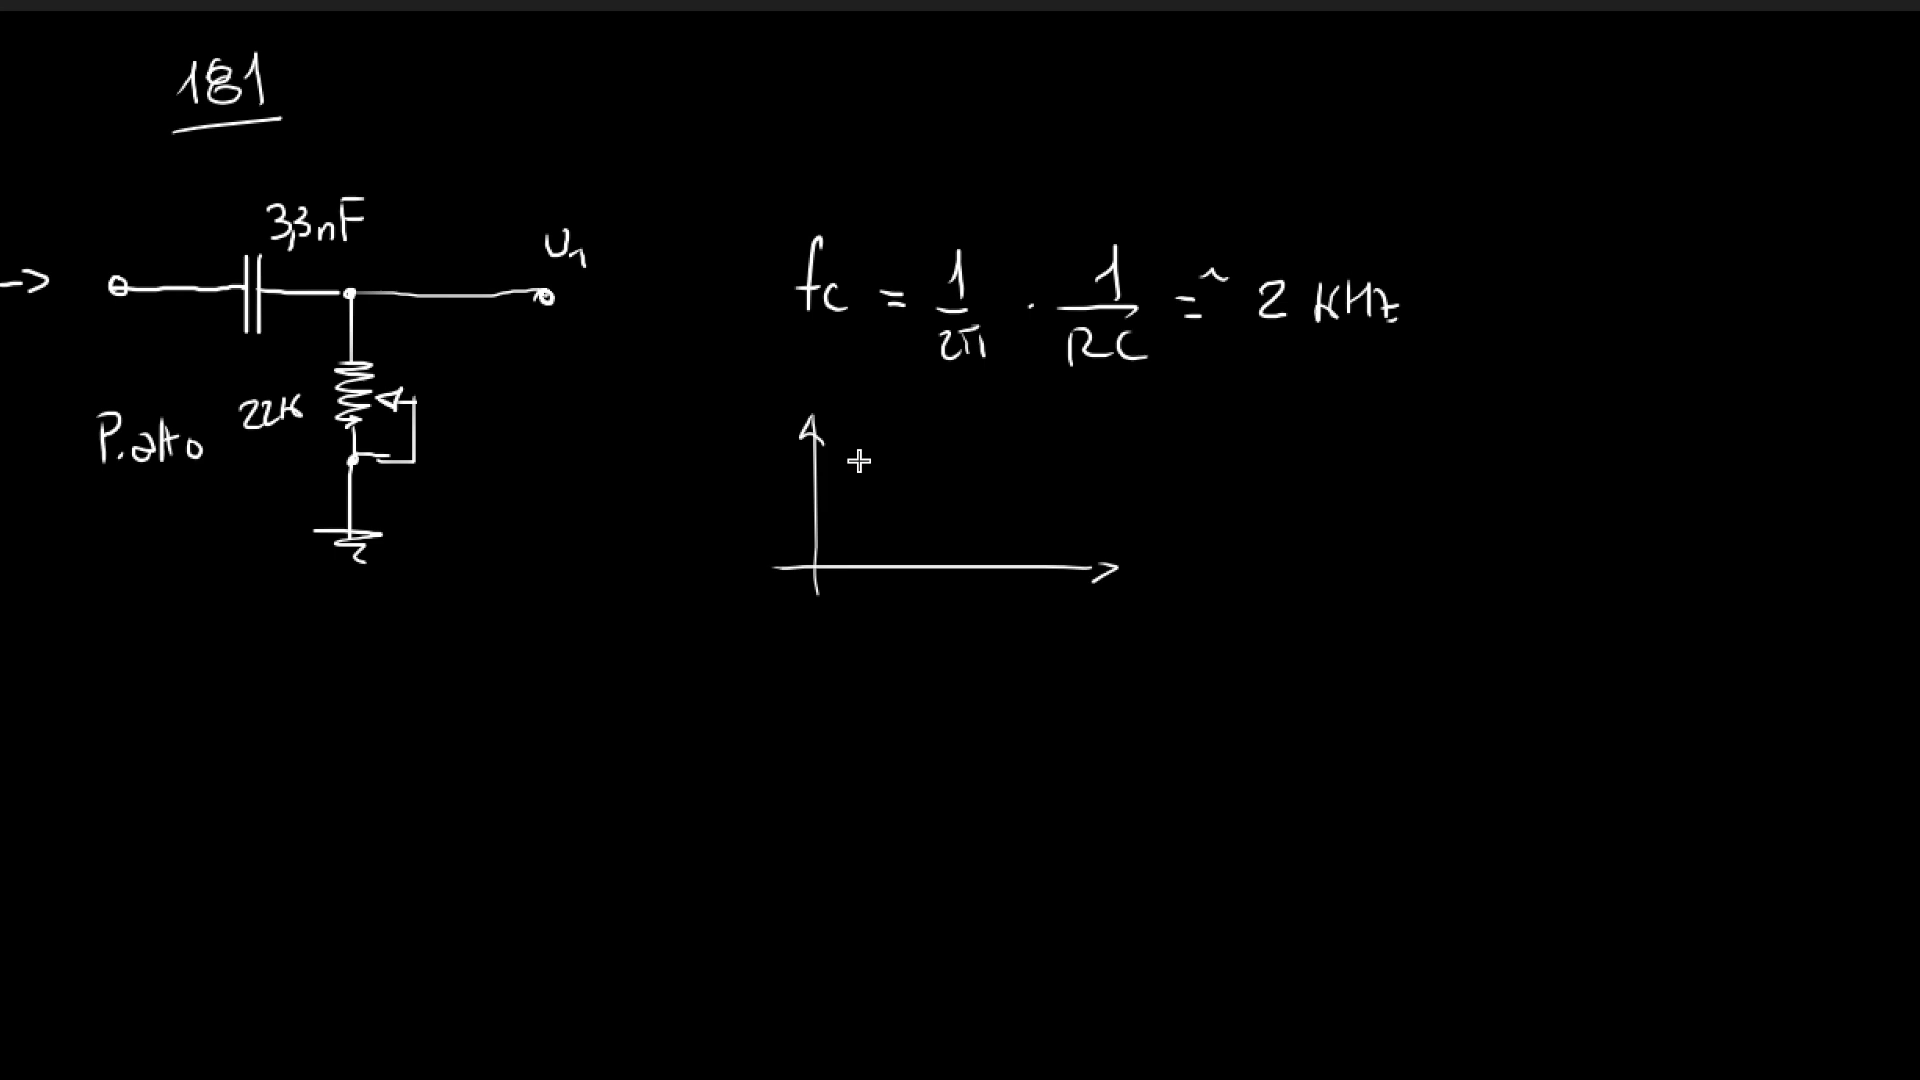 181
3,3nF
U1
fc = 1/2π · 1/RC =~ 2 KHz
22K
P.alto